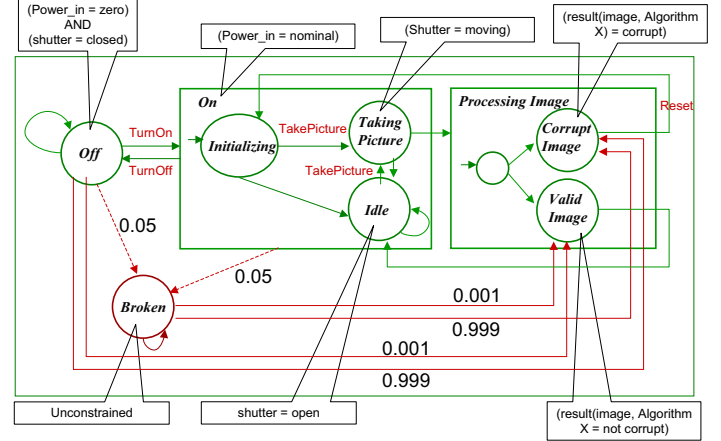 (Power_in = zero)
AND
(shutter = closed)
(Power_in = nominal)
(Shutter = moving)
(result(image, Algorithm
X) = corrupt)
On
Processing Image
Reset
Off
TurnOn
TurnOff
Initializing
TakePicture
Taking
Picture
TakePicture
Idle
Corrupt
Image
Valid
Image
0.05
0.05
Broken
0.001
0.999
0.001
0.999
Unconstrained
shutter = open
(result(image, Algorithm
X = not corrupt)